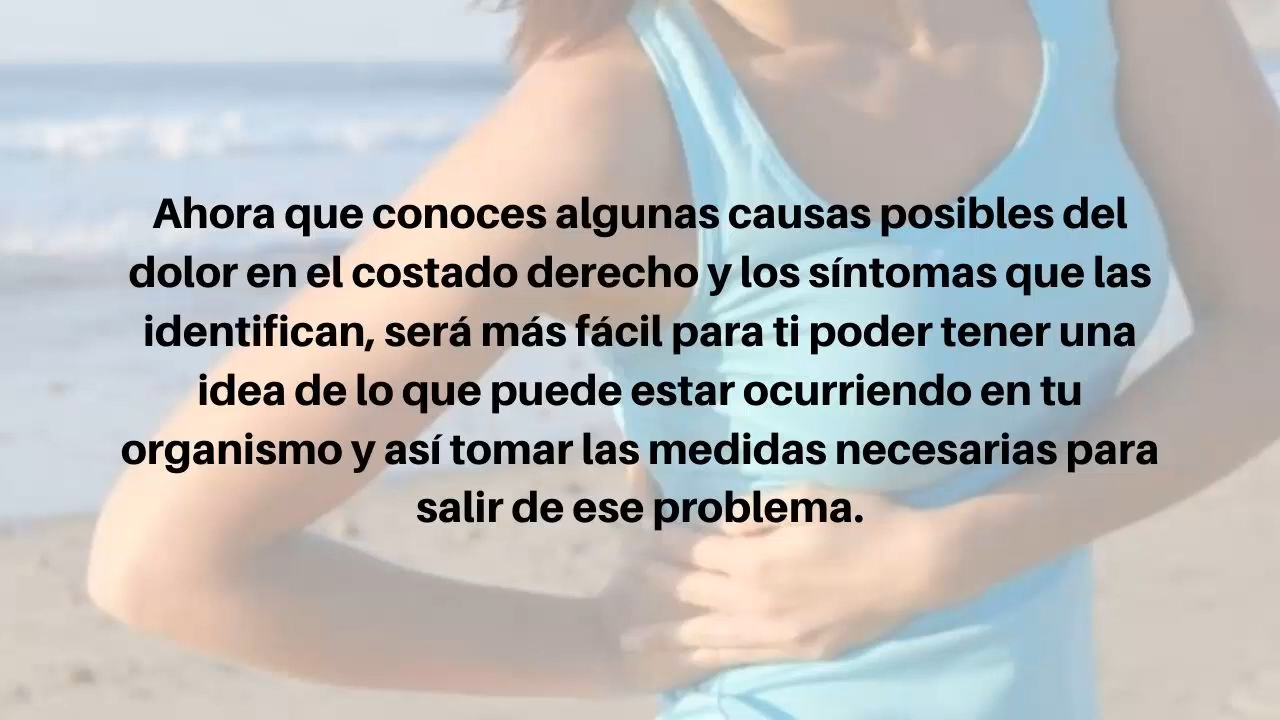 Ahora que conoces algunas causas posibles del
dolor en el costado derecho y los síntomas que las
identifican, será más fácil para ti poder tener una
idea de lo que puede estar ocurriendo en tu
organismo y así tomar las medidas necesarias para
salir de ese problema.